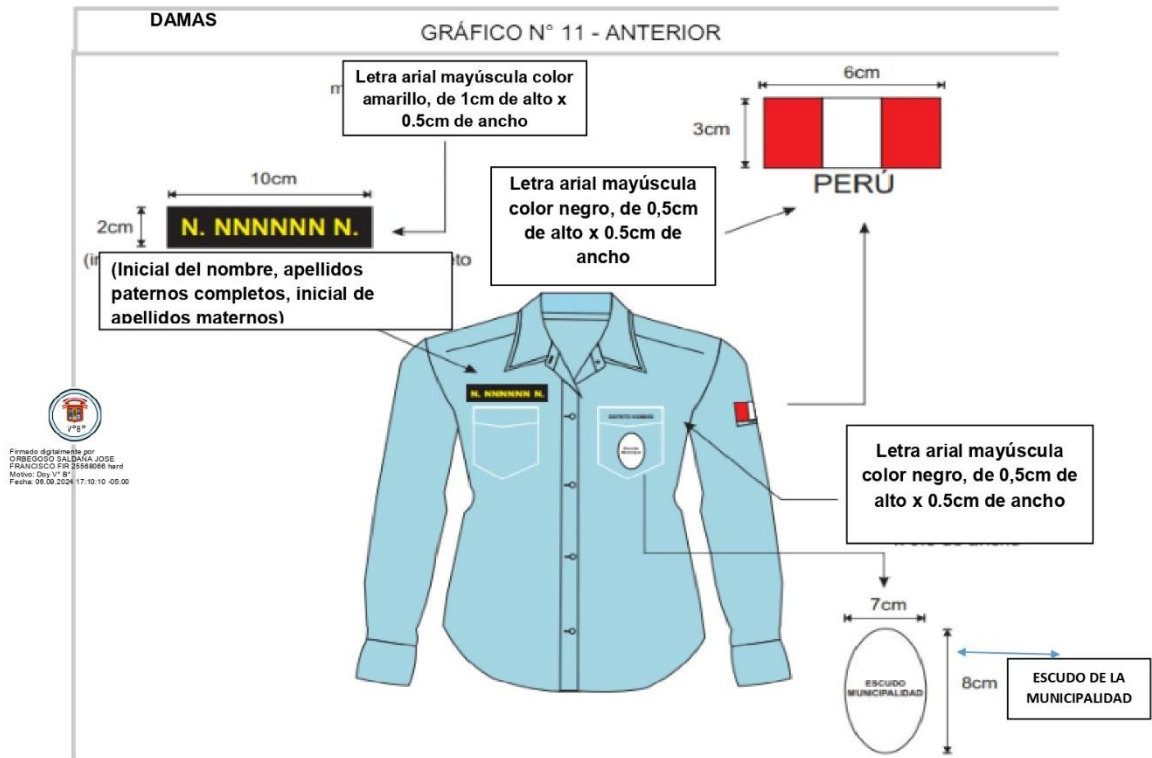 DAMAS
GRÁFICO N° 11 - ANTERIOR
Letra arial mayúscula color
amarillo, de 1cm de alto x
0.5cm de ancho
6cm
3cm
PERÚ
10cm
2cm
N. NNNNNN N.
Letra arial mayúscula
color negro, de 0,5cm
de alto x 0.5cm de
ancho
(Inicial del nombre, apellidos
paternos completos, inicial de
apellidos maternos)
N. NNNNNN N.
DISTRITO NOMBRE
ESCUDO
MUNICIPALIDAD
V°B°
Firmado digitalmente por
ORBEGOSO SALDAÑA JOSE
FRANCISCO FIR 25568066 hard
Motivo: Doy V° B°
Fecha: 06.09.2024 17:10:10 -05:00
Letra arial mayúscula
color negro, de 0,5cm de
alto x 0.5cm de ancho
7cm
ESCUDO
MUNICIPALIDAD
8cm
ESCUDO DE LA
MUNICIPALIDAD